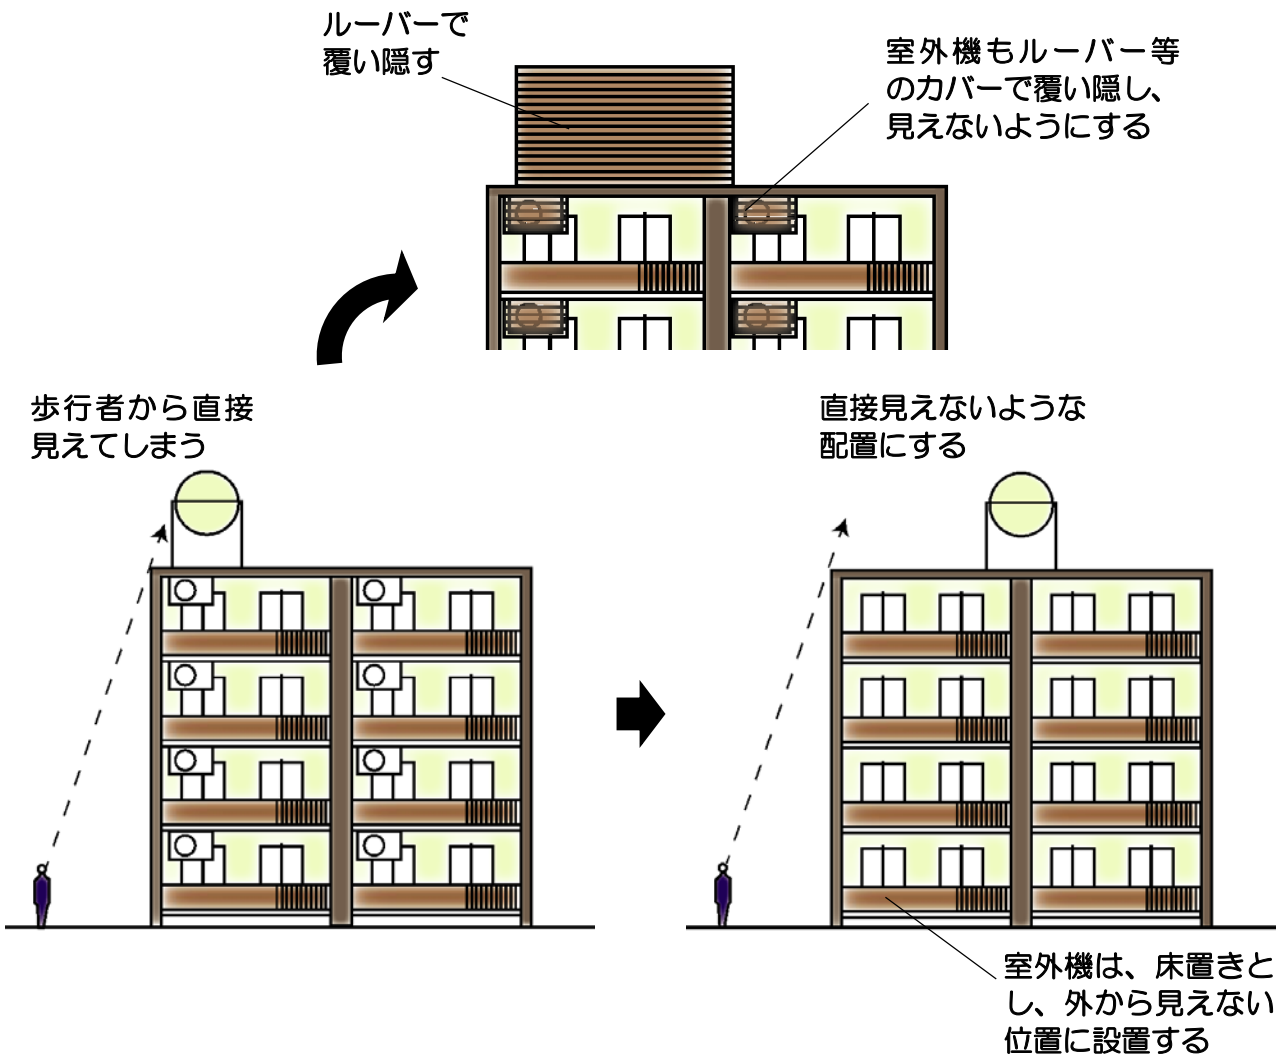 ルーバーで
覆い隠す
室外機もルーバー等
のカバーで覆い隠し、
見えないようにする
歩行者から直接
見えてしまう
直接見えないような
配置にする
室外機は、床置きと
し、外から見えない
位置に設置する